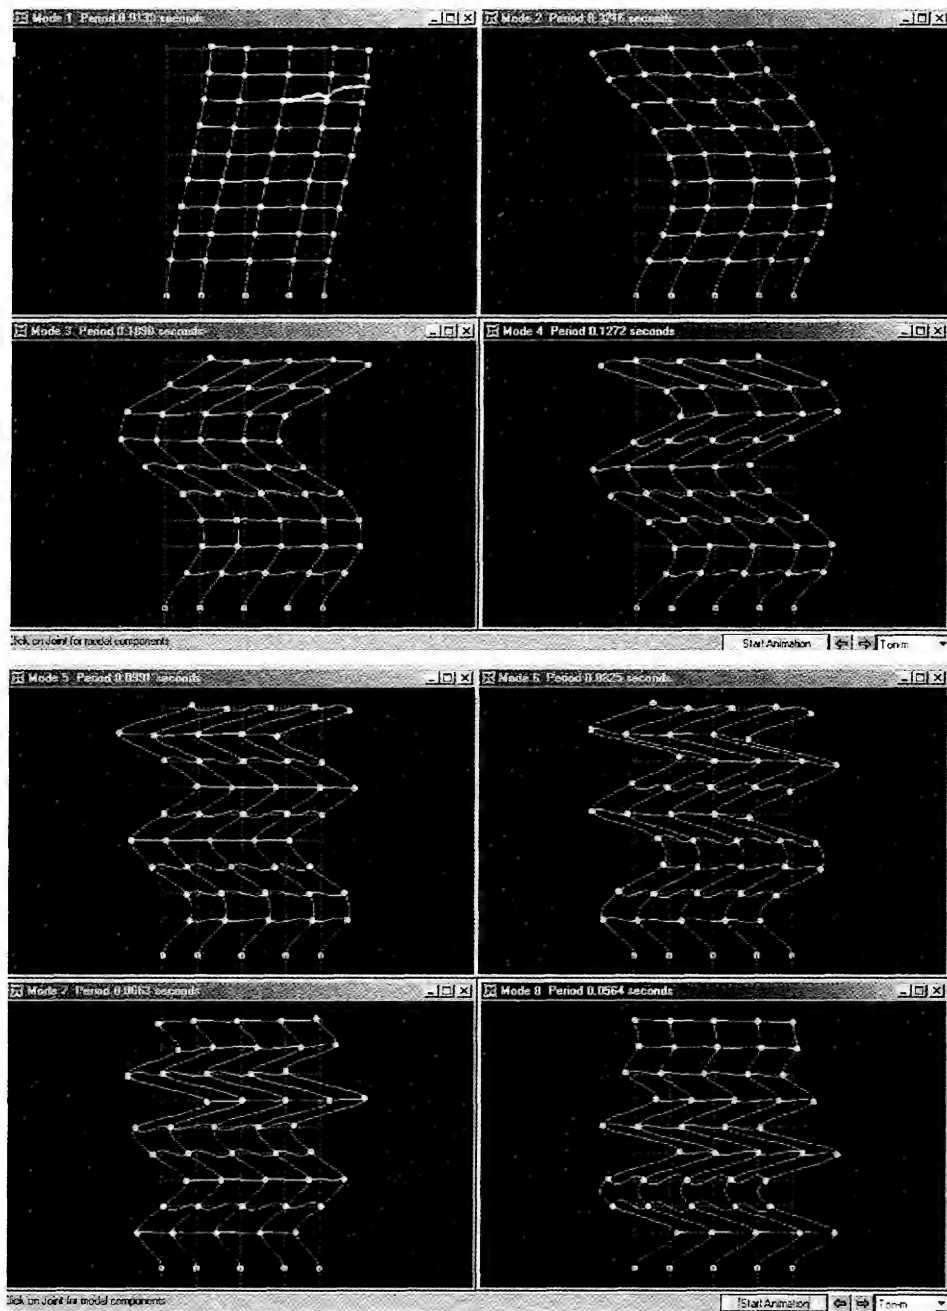 Mode 1 Period 0.9139 seconds
Mode 2 Period 0.3246 seconds
Mode 3 Period 0.1890 seconds
Mode 4 Period 0.1272 seconds
Click on Joint for model components
Start Animation
Ton-m
Mode 5 Period 0.0991 seconds
Mode 6 Period 0.0825 seconds
Mode 7 Period 0.0663 seconds
Mode 8 Period 0.0564 seconds
Click on Joint for model components
Start Animation
Ton-m